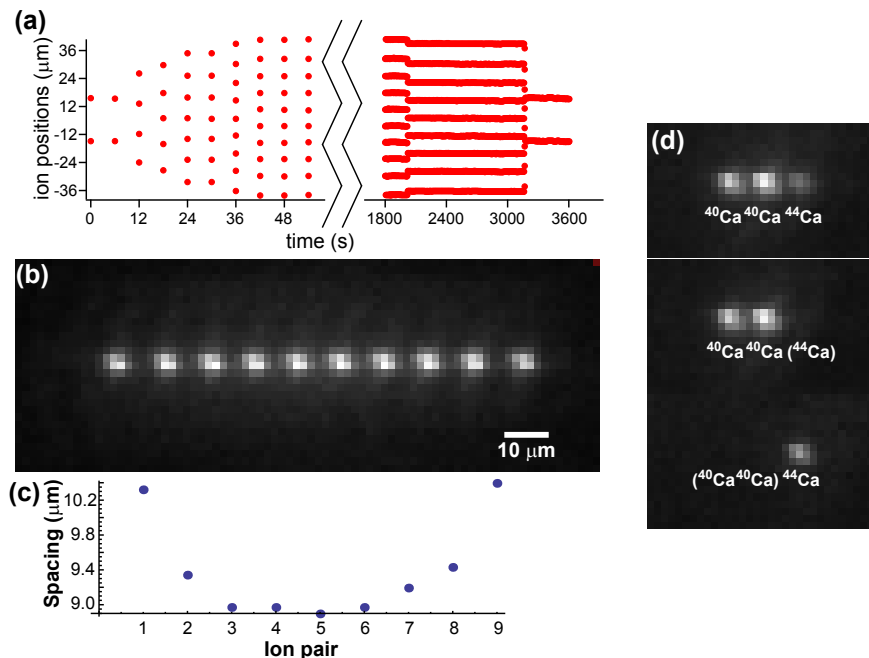 (a)
ion positions (μm)
36
24
12
-12
-24
-36
0 12 24 36 48 1800 2400 3000 3600
time (s)
(b)
10 μm
(c)
Spacing (μm)
10.2
9.8
9.4
9.0
1 2 3 4 5 6 7 8 9
Ion pair
(d)
⁴⁰Ca ⁴⁰Ca ⁴⁴Ca
⁴⁰Ca ⁴⁰Ca (⁴⁴Ca)
(⁴⁰Ca⁴⁰Ca) ⁴⁴Ca